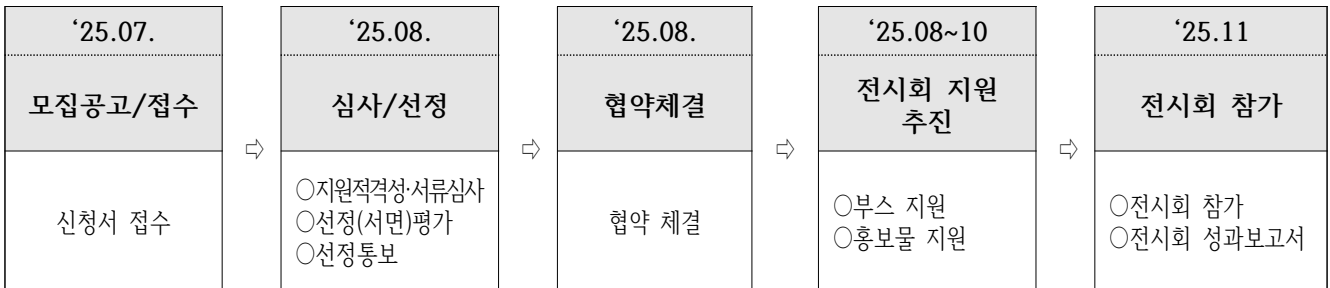 ‘25.07.
모집공고/접수
신청서 접수
⇨
‘25.08.
심사/선정
○지원적격성·서류심사
○선정(서면)평가
○선정통보
⇨
‘25.08.
협약체결
협약 체결
⇨
‘25.08~10
전시회 지원
추진
○부스 지원
○홍보물 지원
⇨
‘25.11
전시회 참가
○전시회 참가
○전시회 성과보고서